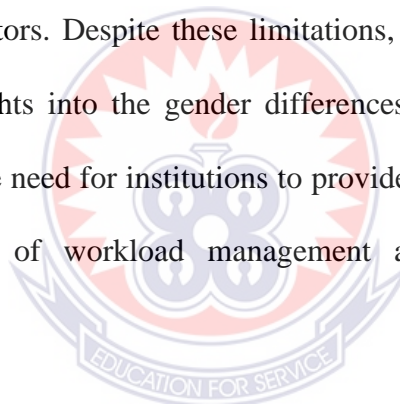 tors. Despite these limitations,
hts into the gender differences
need for institutions to provide
of workload management a
EDUCATION FOR SERVICE